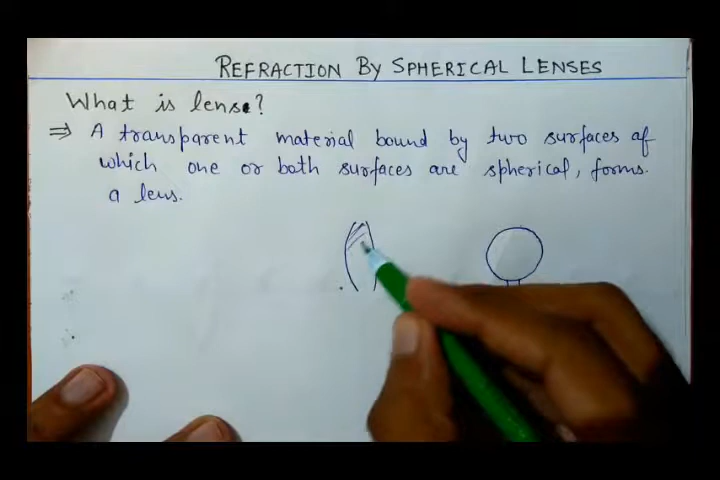 REFRACTION BY SPHERICAL LENSES
What is lens?
⇒ A transparent material bound by two surfaces of
which one or both surfaces are spherical, forms.
a lens.